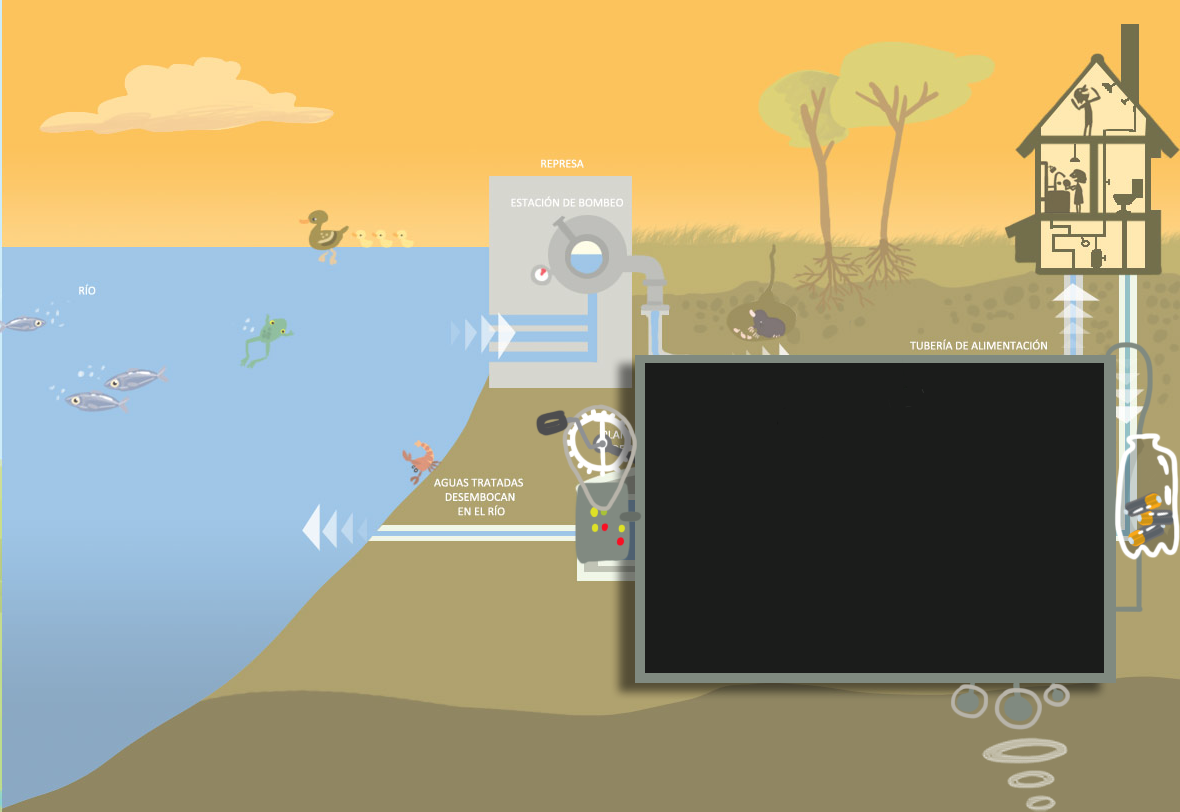 REPRESA
ESTACIÓN DE BOMBEO
RÍO
TUBERÍA DE ALIMENTACIÓN
AGUAS TRATADAS
DESEMBOCAN
EN EL RÍO